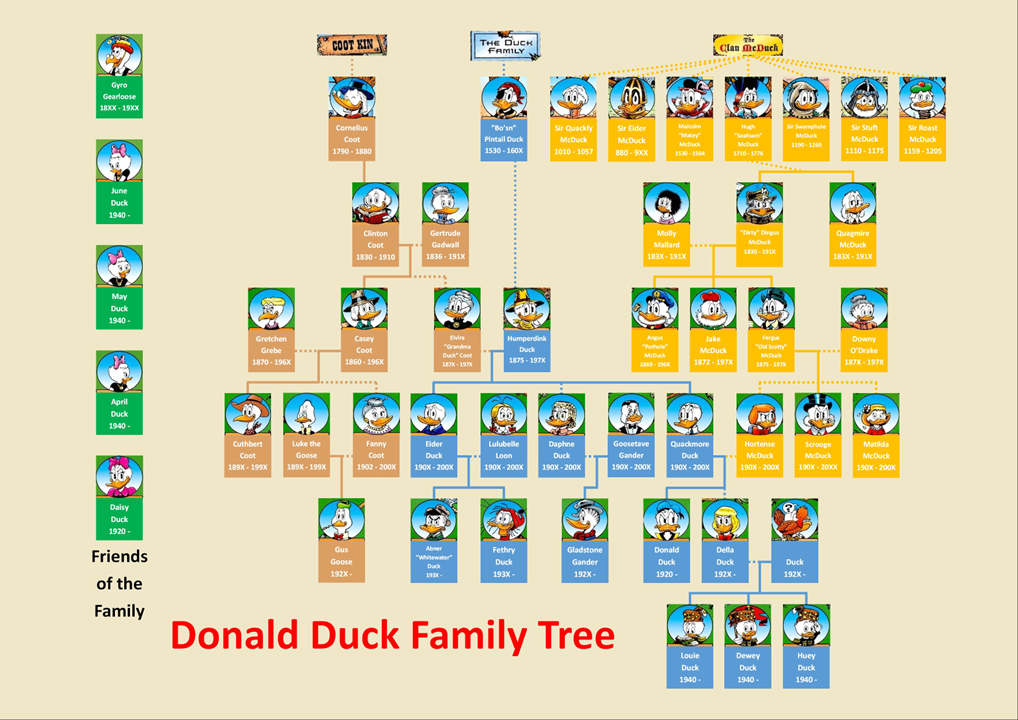 COOT KIN
THE DUCK
FAMILY
The
Clan McDuck
Gyro
Gearloose
18XX - 19XX
Cornelius
Coot
1790 - 1880
"Bo'sn"
Pintail Duck
1530 - 160X
Sir Quackly
McDuck
1010 - 1057
Sir Eider
McDuck
880 - 9XX
Malcolm
"Matey"
McDuck
1530 - 1564
Hugh
"Seafoam"
McDuck
1710 - 1776
Sir Swamphole
McDuck
1190 - 1260
Sir Stuft
McDuck
1110 - 1175
Sir Roast
McDuck
1159 - 1205
June
Duck
1940 -
Clinton
Coot
1830 - 1910
Gertrude
Gadwall
1836 - 191X
Molly
Mallard
183X - 191X
"Dirty" Dingus
McDuck
1830 - 191X
Quagmire
McDuck
183X - 191X
May
Duck
1940 -
Gretchen
Grebe
1870 - 196X
Casey
Coot
1860 - 196X
Elvira
"Grandma
Duck" Coot
187X - 197X
Humperdink
Duck
1875 - 197X
Angus
"Pothole"
McDuck
1869 - 196X
Jake
McDuck
1872 - 197X
Fergus
"Old Scotty"
McDuck
1875 - 197X
Downy
O'Drake
187X - 197X
April
Duck
1940 -
Cuthbert
Coot
189X - 199X
Luke the
Goose
189X - 199X
Fanny
Coot
1902 - 200X
Eider
Duck
190X - 200X
Lulubelle
Loon
190X - 200X
Daphne
Duck
190X - 200X
Goosetave
Gander
190X - 200X
Quackmore
Duck
190X - 200X
Hortense
McDuck
190X - 200X
Scrooge
McDuck
190X - 20XX
Matilda
McDuck
190X - 200X
Daisy
Duck
1920 -
Gus
Goose
192X -
Abner
"Whitewater"
Duck
193X -
Fethry
Duck
193X -
Gladstone
Gander
192X -
Donald
Duck
1920 -
Della
Duck
192X -
?
Duck
192X -
Friends
of the
Family
Donald Duck Family Tree
Louie
Duck
1940 -
Dewey
Duck
1940 -
Huey
Duck
1940 -